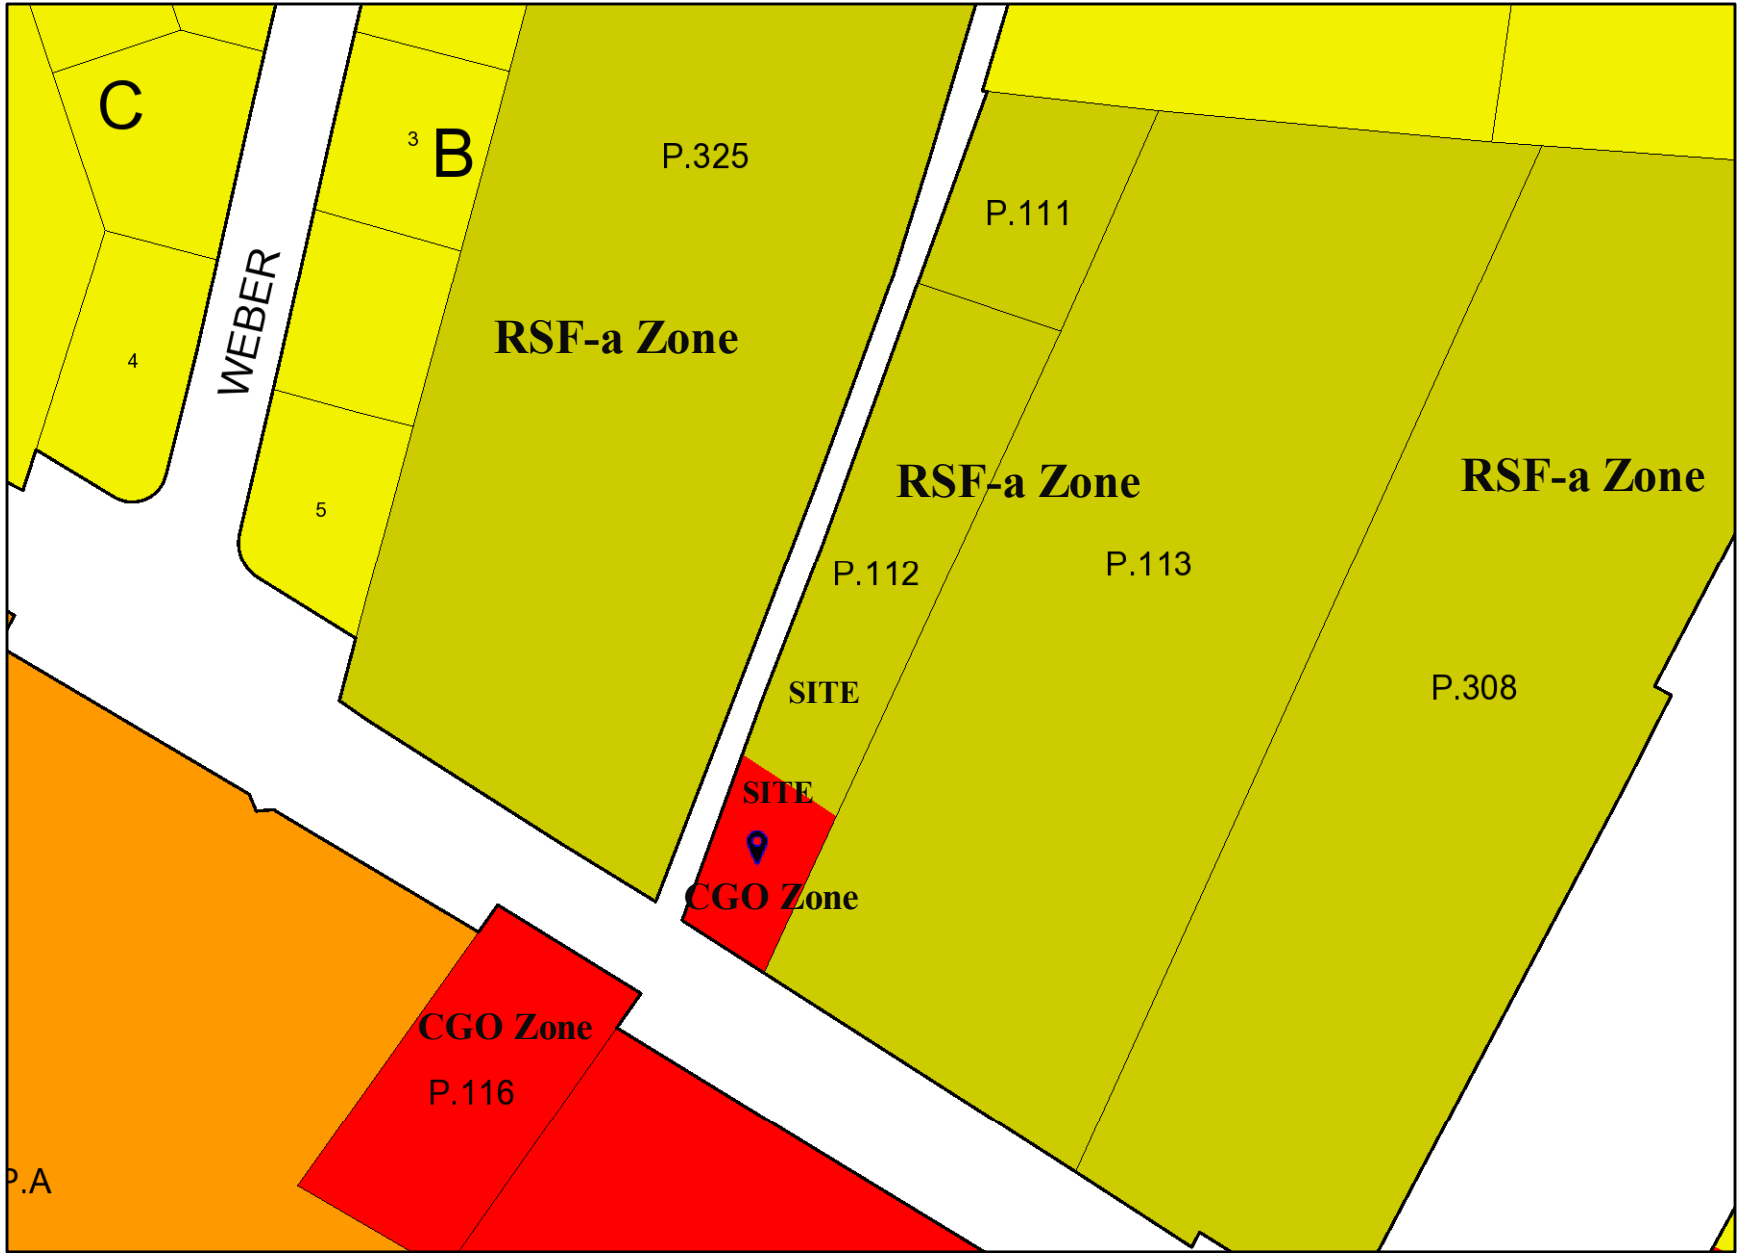 C
3
B
P.325
P.111
WEBER
RSF-a Zone
4
RSF-a Zone
RSF-a Zone
5
P.112
P.113
SITE
P.308
SITE
CGO Zone
CGO Zone
P.116
P.A